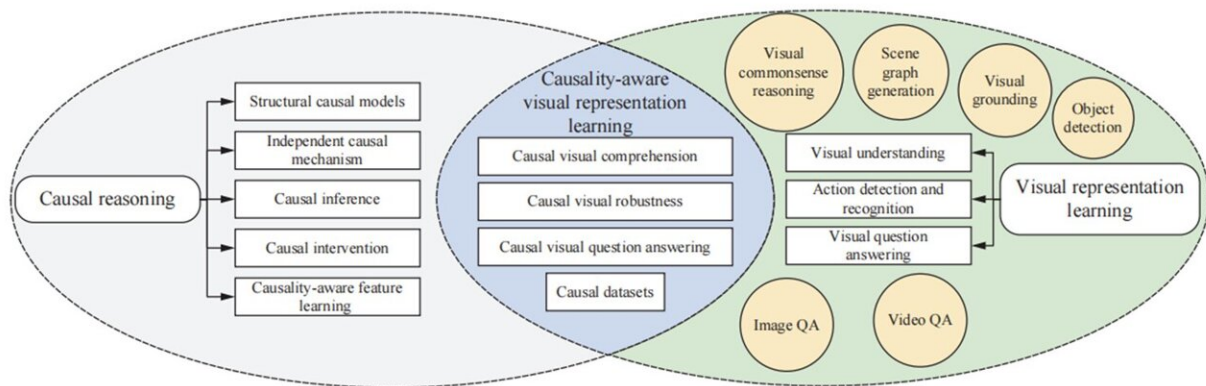 Causal reasoning
Structural causal models
Independent causal
mechanism
Causal inference
Causal intervention
Causality-aware feature
learning
Causality-aware
visual representation
learning
Causal visual comprehension
Causal visual robustness
Causal visual question answering
Causal datasets
Visual
commonsense
reasoning
Scene
graph
generation
Visual
grounding
Object
detection
Visual understanding
Action detection and
recognition
Visual question
answering
Visual representation
learning
Image QA
Video QA